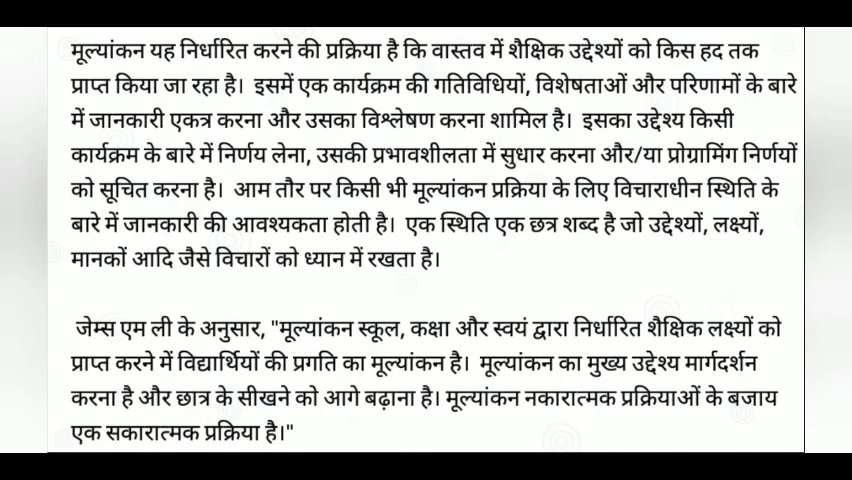 मूल्यांकन यह निर्धारित करने की प्रक्रिया है कि वास्तव में शैक्षिक उद्देश्यों को किस हद तक
प्राप्त किया जा रहा है। इसमें एक कार्यक्रम की गतिविधियों, विशेषताओं और परिणामों के बारे
में जानकारी एकत्र करना और उसका विश्लेषण करना शामिल है। इसका उद्देश्य किसी
कार्यक्रम के बारे में निर्णय लेना, उसकी प्रभावशीलता में सुधार करना और/या प्रोग्रामिंग निर्णयों
को सूचित करना है। आम तौर पर किसी भी मूल्यांकन प्रक्रिया के लिए विचाराधीन स्थिति के
बारे में जानकारी की आवश्यकता होती है। एक स्थिति एक छत्र शब्द है जो उद्देश्यों, लक्ष्यों,
मानकों आदि जैसे विचारों को ध्यान में रखता है।
जेम्स एम ली के अनुसार, "मूल्यांकन स्कूल, कक्षा और स्वयं द्वारा निर्धारित शैक्षिक लक्ष्यों को
प्राप्त करने में विद्यार्थियों की प्रगति का मूल्यांकन है। मूल्यांकन का मुख्य उद्देश्य मार्गदर्शन
करना है और छात्र के सीखने को आगे बढ़ाना है। मूल्यांकन नकारात्मक प्रक्रियाओं के बजाय
एक सकारात्मक प्रक्रिया है।"